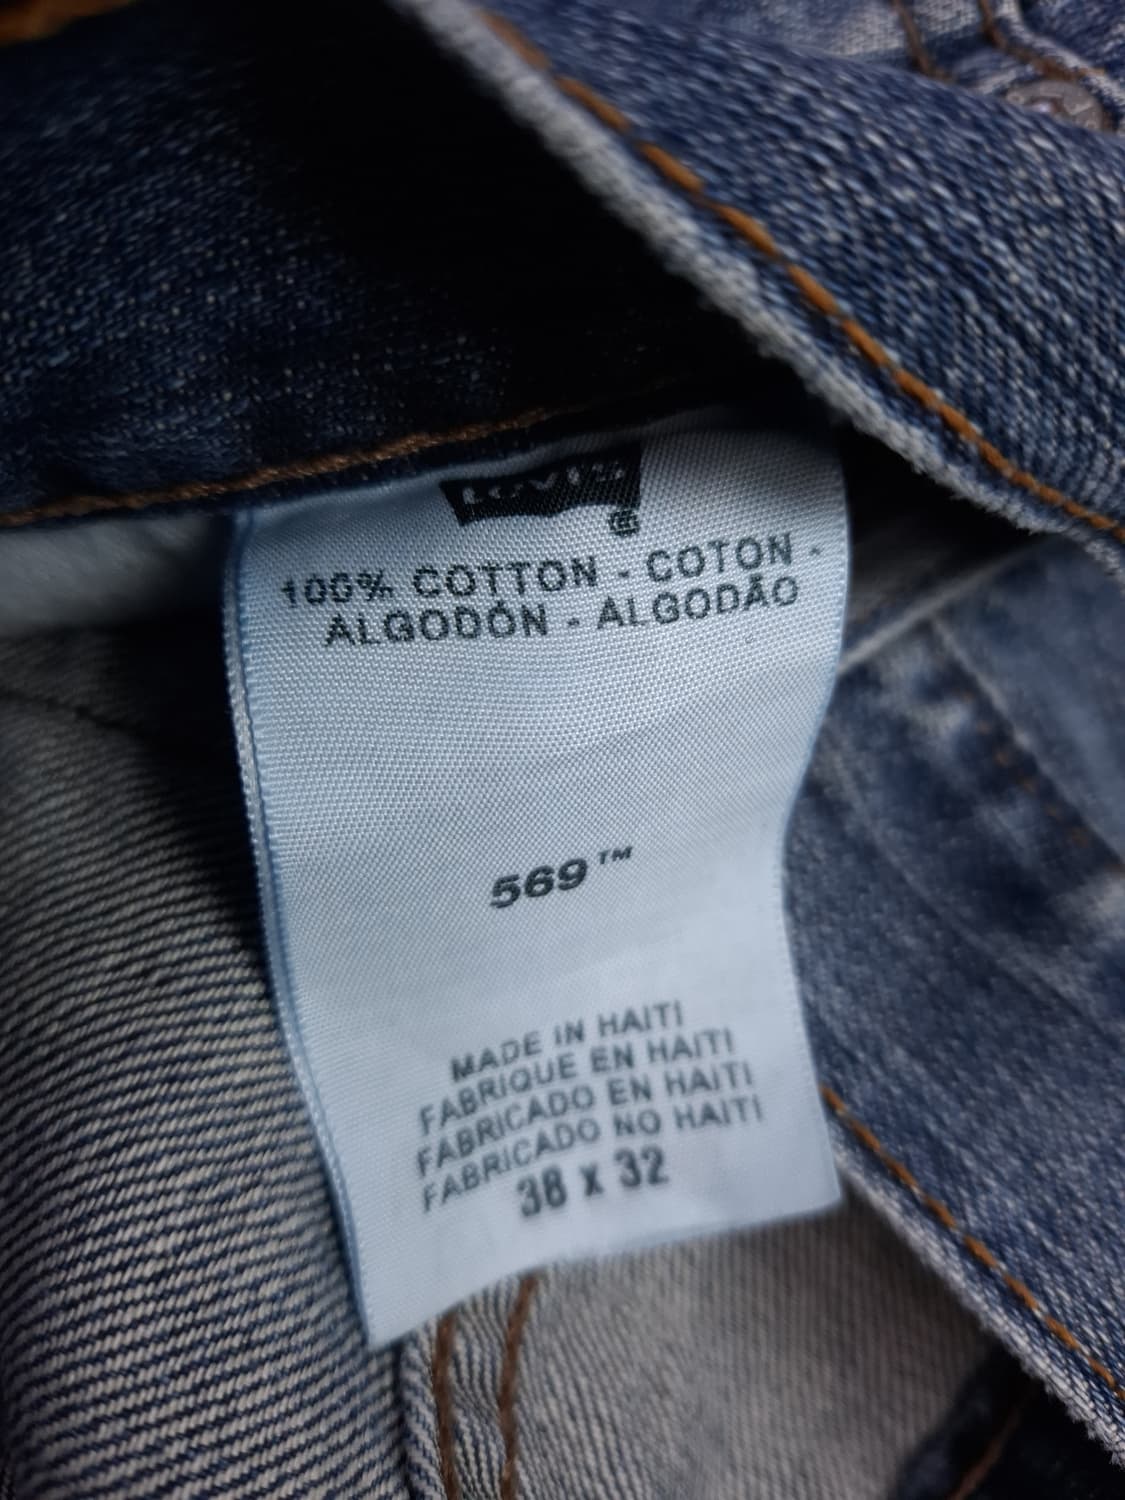 Levi's
®
100% COTTON - COTON -
ALGODÓN - ALGODÃO
569™
MADE IN HAITI
FABRIQUE EN HAITI
FABRICADO EN HAITI
FABRICADO NO HAITI
38 x 32